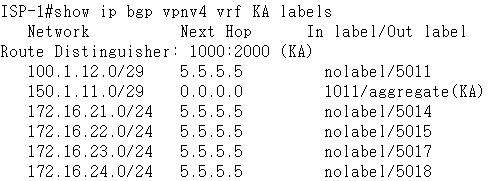 ISP-1#show ip bgp vpnv4 vrf KA labels
Network Next Hop In label/Out label
Route Distinguisher: 1000:2000 (KA)
100.1.12.0/29 5.5.5.5 nolabel/5011
150.1.11.0/29 0.0.0.0 1011/aggregate(KA)
172.16.21.0/24 5.5.5.5 nolabel/5014
172.16.22.0/24 5.5.5.5 nolabel/5015
172.16.23.0/24 5.5.5.5 nolabel/5017
172.16.24.0/24 5.5.5.5 nolabel/5018